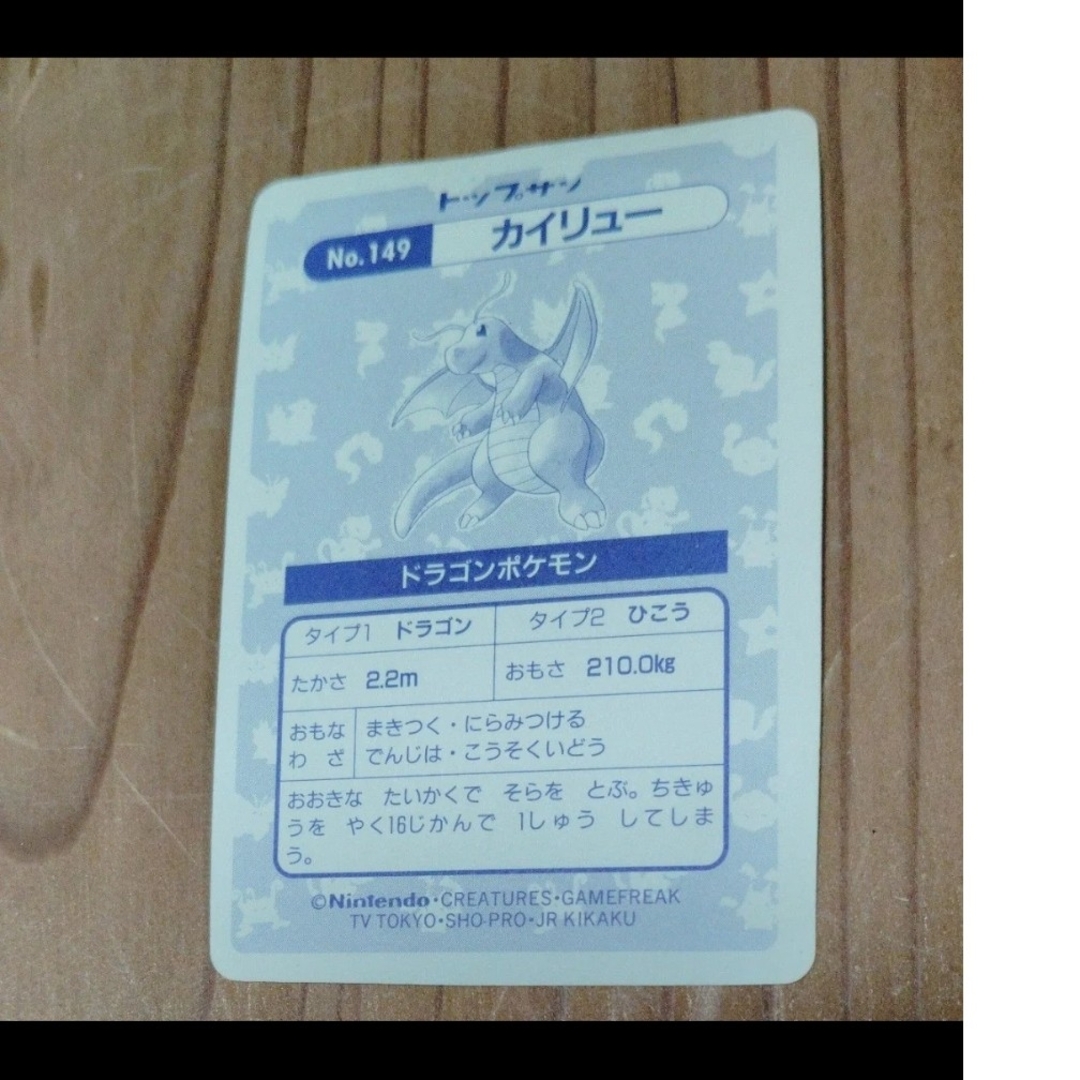 トップサン
No.149 カイリュー
ドラゴンポケモン
タイプ1 ドラゴン タイプ2 ひこう
たかさ 2.2m おもさ 210.0kg
おもな わざ まきつく・にらみつける
でんじは・こうそくいどう
おおきな たいかくで そらを とぶ。ちきゅ
うを やく16じかんで 1しゅう してしま
う。
©Nintendo・CREATURES・GAMEFREAK
TV TOKYO・SHO-PRO・JR KIKAKU